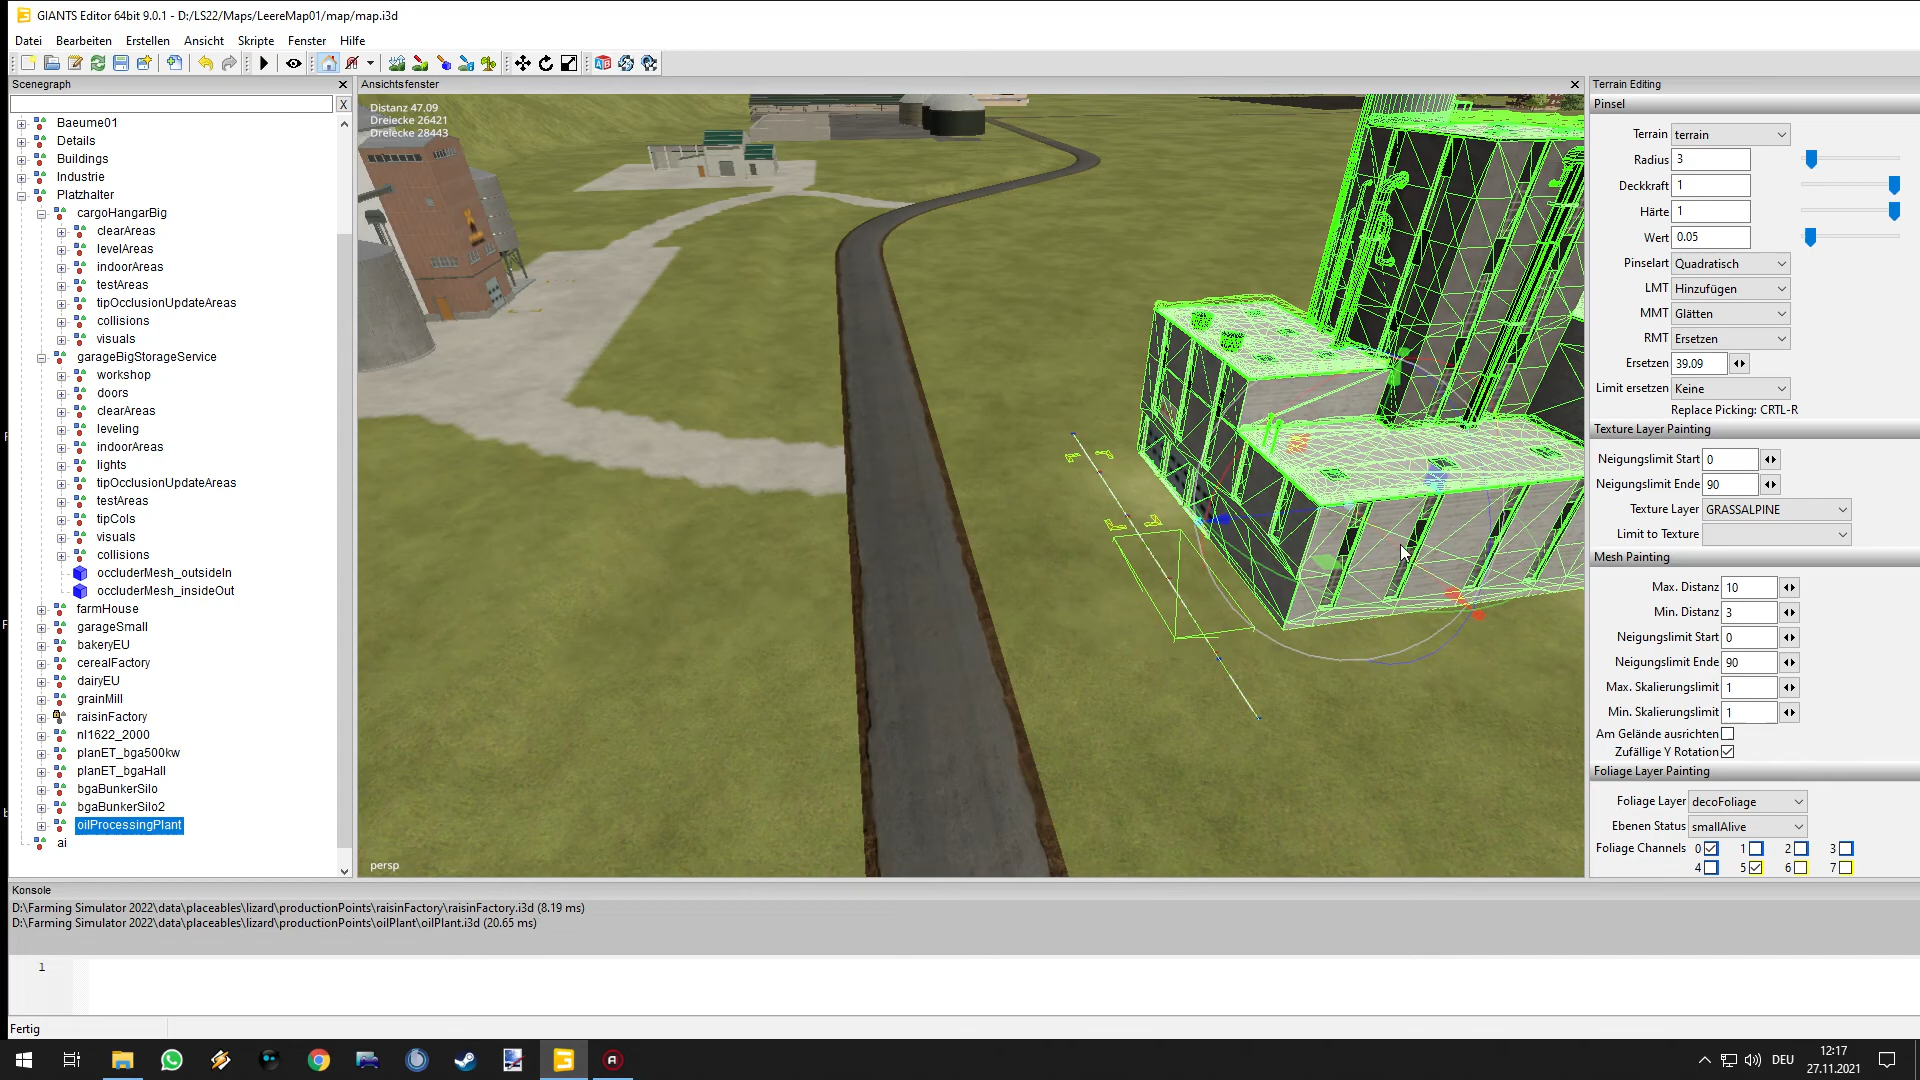 GIANTS Editor 64bit 9.0.1 - D:/LS22/Maps/LeereMap01/map/map.i3d
Datei Bearbeiten Erstellen Ansicht Skripte Fenster Hilfe
Scenegraph
X
Baeume01
Details
Buildings
Industrie
Platzhalter
cargoHangarBig
clearAreas
levelAreas
indoorAreas
testAreas
tipOcclusionUpdateAreas
collisions
visuals
garageBigStorageService
workshop
doors
clearAreas
leveling
indoorAreas
lights
tipOcclusionUpdateAreas
testAreas
tipCols
visuals
collisions
occluderMesh_outsideIn
occluderMesh_insideOut
farmHouse
garageSmall
bakeryEU
cerealFactory
dairyEU
grainMill
raisinFactory
nl1622_2000
planET_bga500kw
planET_bgaHall
bgaBunkerSilo
bgaBunkerSilo2
oilProcessingPlant
ai
Ansichtsfenster
Distanz 47.09
Dreiecke 26421
Dreiecke 28443
persp
Terrain Editing
Pinsel
Terrain terrain
Radius 3
Deckkraft 1
Härte 1
Wert 0.05
Pinselart Quadratisch
LMT Hinzufügen
MMT Glätten
RMT Ersetzen
Ersetzen 39.09
Limit ersetzen Keine
Replace Picking: CRTL-R
Texture Layer Painting
Neigungslimit Start 0
Neigungslimit Ende 90
Texture Layer GRASSALPINE
Limit to Texture
Mesh Painting
Max. Distanz 10
Min. Distanz 3
Neigungslimit Start 0
Neigungslimit Ende 90
Max. Skalierungslimit 1
Min. Skalierungslimit 1
Am Gelände ausrichten
Zufällige Y Rotation
Foliage Layer Painting
Foliage Layer decoFoliage
Ebenen Status smallAlive
Foliage Channels 0 1 2 3
4 5 6 7
Konsole
D:\Farming Simulator 2022\data\placeables\lizard\productionPoints\raisinFactory\raisinFactory.i3d (8.19 ms)
D:\Farming Simulator 2022\data\placeables\lizard\productionPoints\oilPlant\oilPlant.i3d (20.65 ms)
1
Fertig
DEU
12:17
27.11.2021